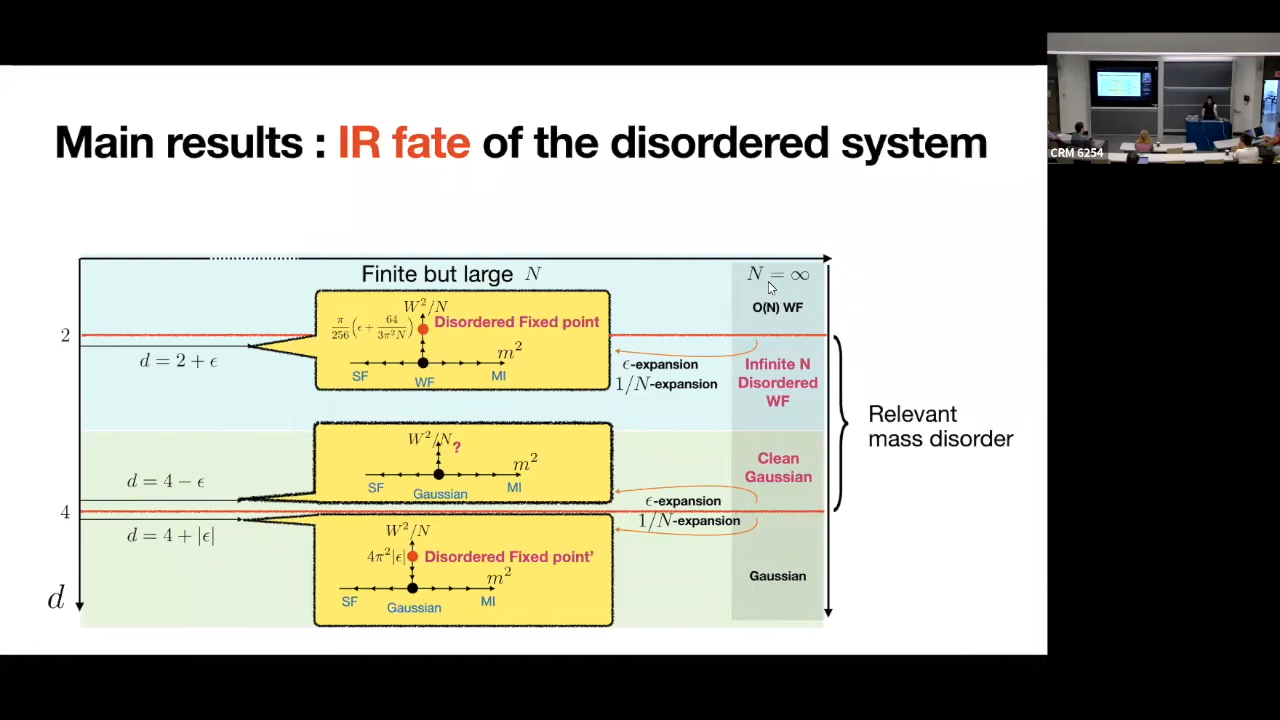 Main results : IR fate of the disordered system
CRM 6254
Finite but large N
N = ∞
O(N) WF
2
d = 2 + ϵ
W²/N
π/256 (ϵ + 64/3π²N)
Disordered Fixed point
m²
SF
WF
MI
ϵ-expansion
1/N-expansion
Infinite N
Disordered
WF
Relevant
mass disorder
W²/N
?
m²
SF
Gaussian
MI
d = 4 − ϵ
Clean
Gaussian
4
ϵ-expansion
1/N-expansion
d = 4 + |ϵ|
W²/N
4π²|ϵ|
Disordered Fixed point’
m²
SF
Gaussian
MI
Gaussian
d